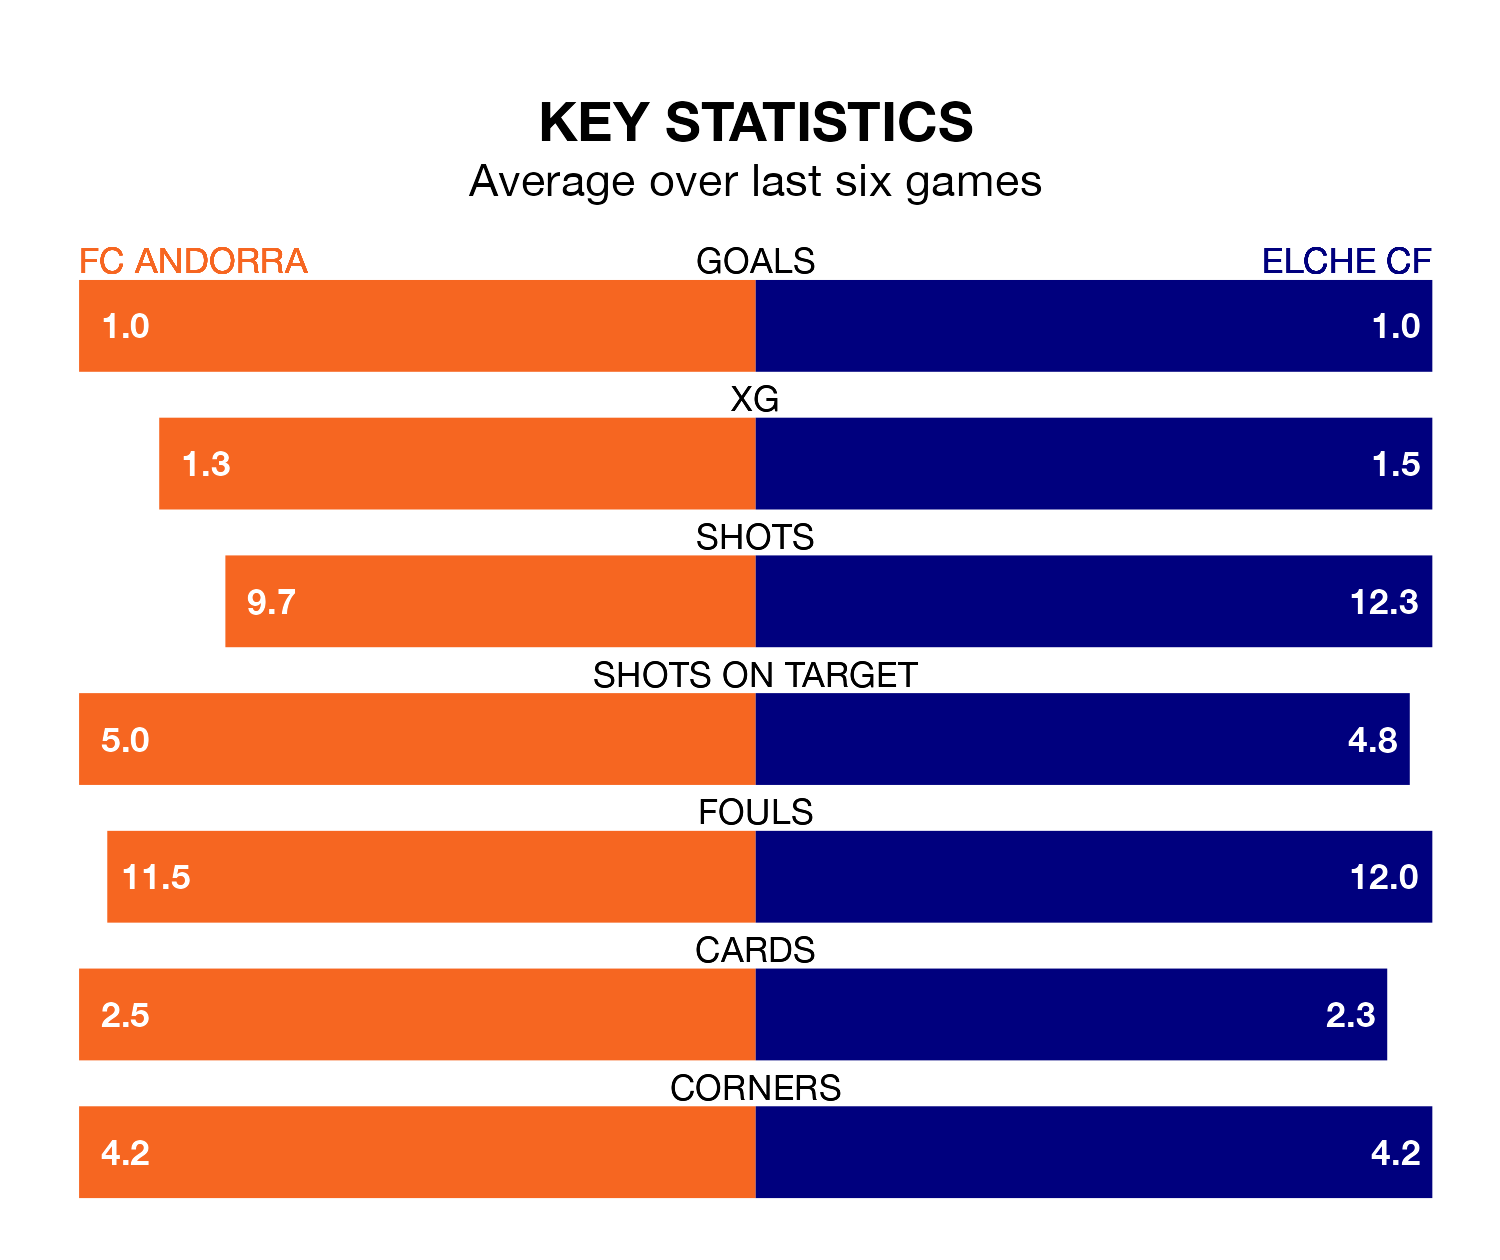 KEY STATISTICS
Average over last six games
FC ANDORRA GOALS ELCHE CF
1.0 1.0
XG
1.3 1.5
SHOTS
9.7 12.3
SHOTS ON TARGET
5.0 4.8
FOULS
11.5 12.0
CARDS
2.5 2.3
CORNERS
4.2 4.2